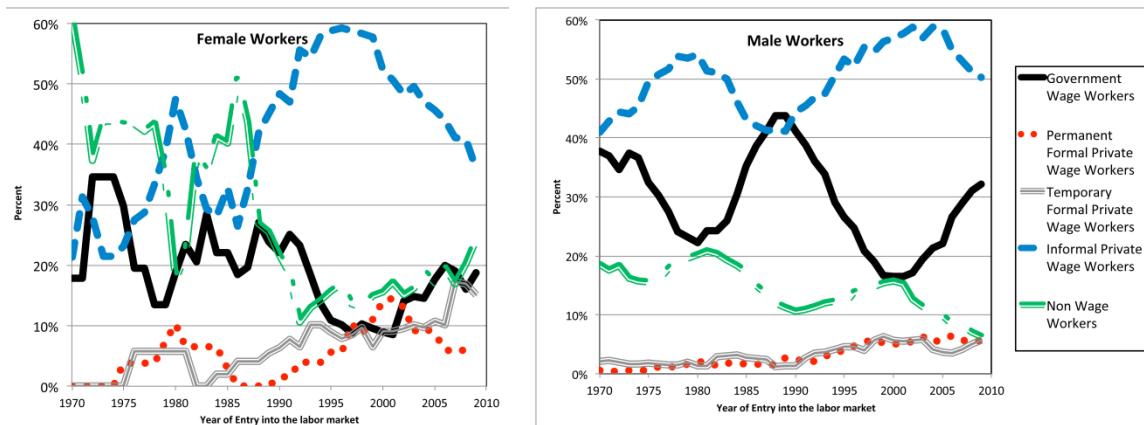 Female Workers
60%
50%
40%
30%
20%
10%
0%
Percent
1970 1975 1980 1985 1990 1995 2000 2005 2010
Year of Entry into the labor market
Male Workers
60%
50%
40%
30%
20%
10%
0%
Percent
1970 1975 1980 1985 1990 1995 2000 2005 2010
Year of Entry into the labor market
Government
Wage Workers
Permanent
Formal Private
Wage Workers
Temporary
Formal Private
Wage Workers
Informal Private
Wage Workers
Non Wage
Workers